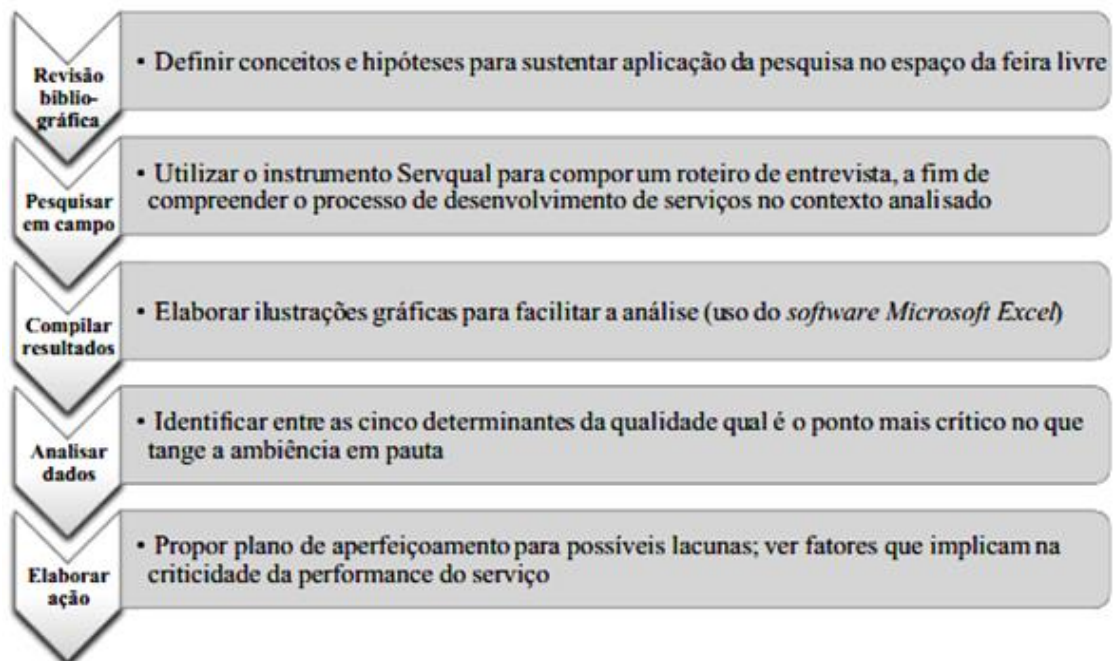 Revisão
biblio-
gráfica
• Definir conceitos e hipóteses para sustentar aplicação da pesquisa no espaço da feira livre
Pesquisar
em campo
• Utilizar o instrumento Servqual para compor um roteiro de entrevista, a fim de
compreender o processo de desenvolvimento de serviços no contexto analisado
Compilar
resultados
• Elaborar ilustrações gráficas para facilitar a análise (uso do software Microsoft Excel)
Analisar
dados
• Identificar entre as cinco determinantes da qualidade qual é o ponto mais crítico no que
tange a ambiência em pauta
Elaborar
ação
• Propor plano de aperfeiçoamento para possíveis lacunas; ver fatores que implicam na
criticidade da performance do serviço